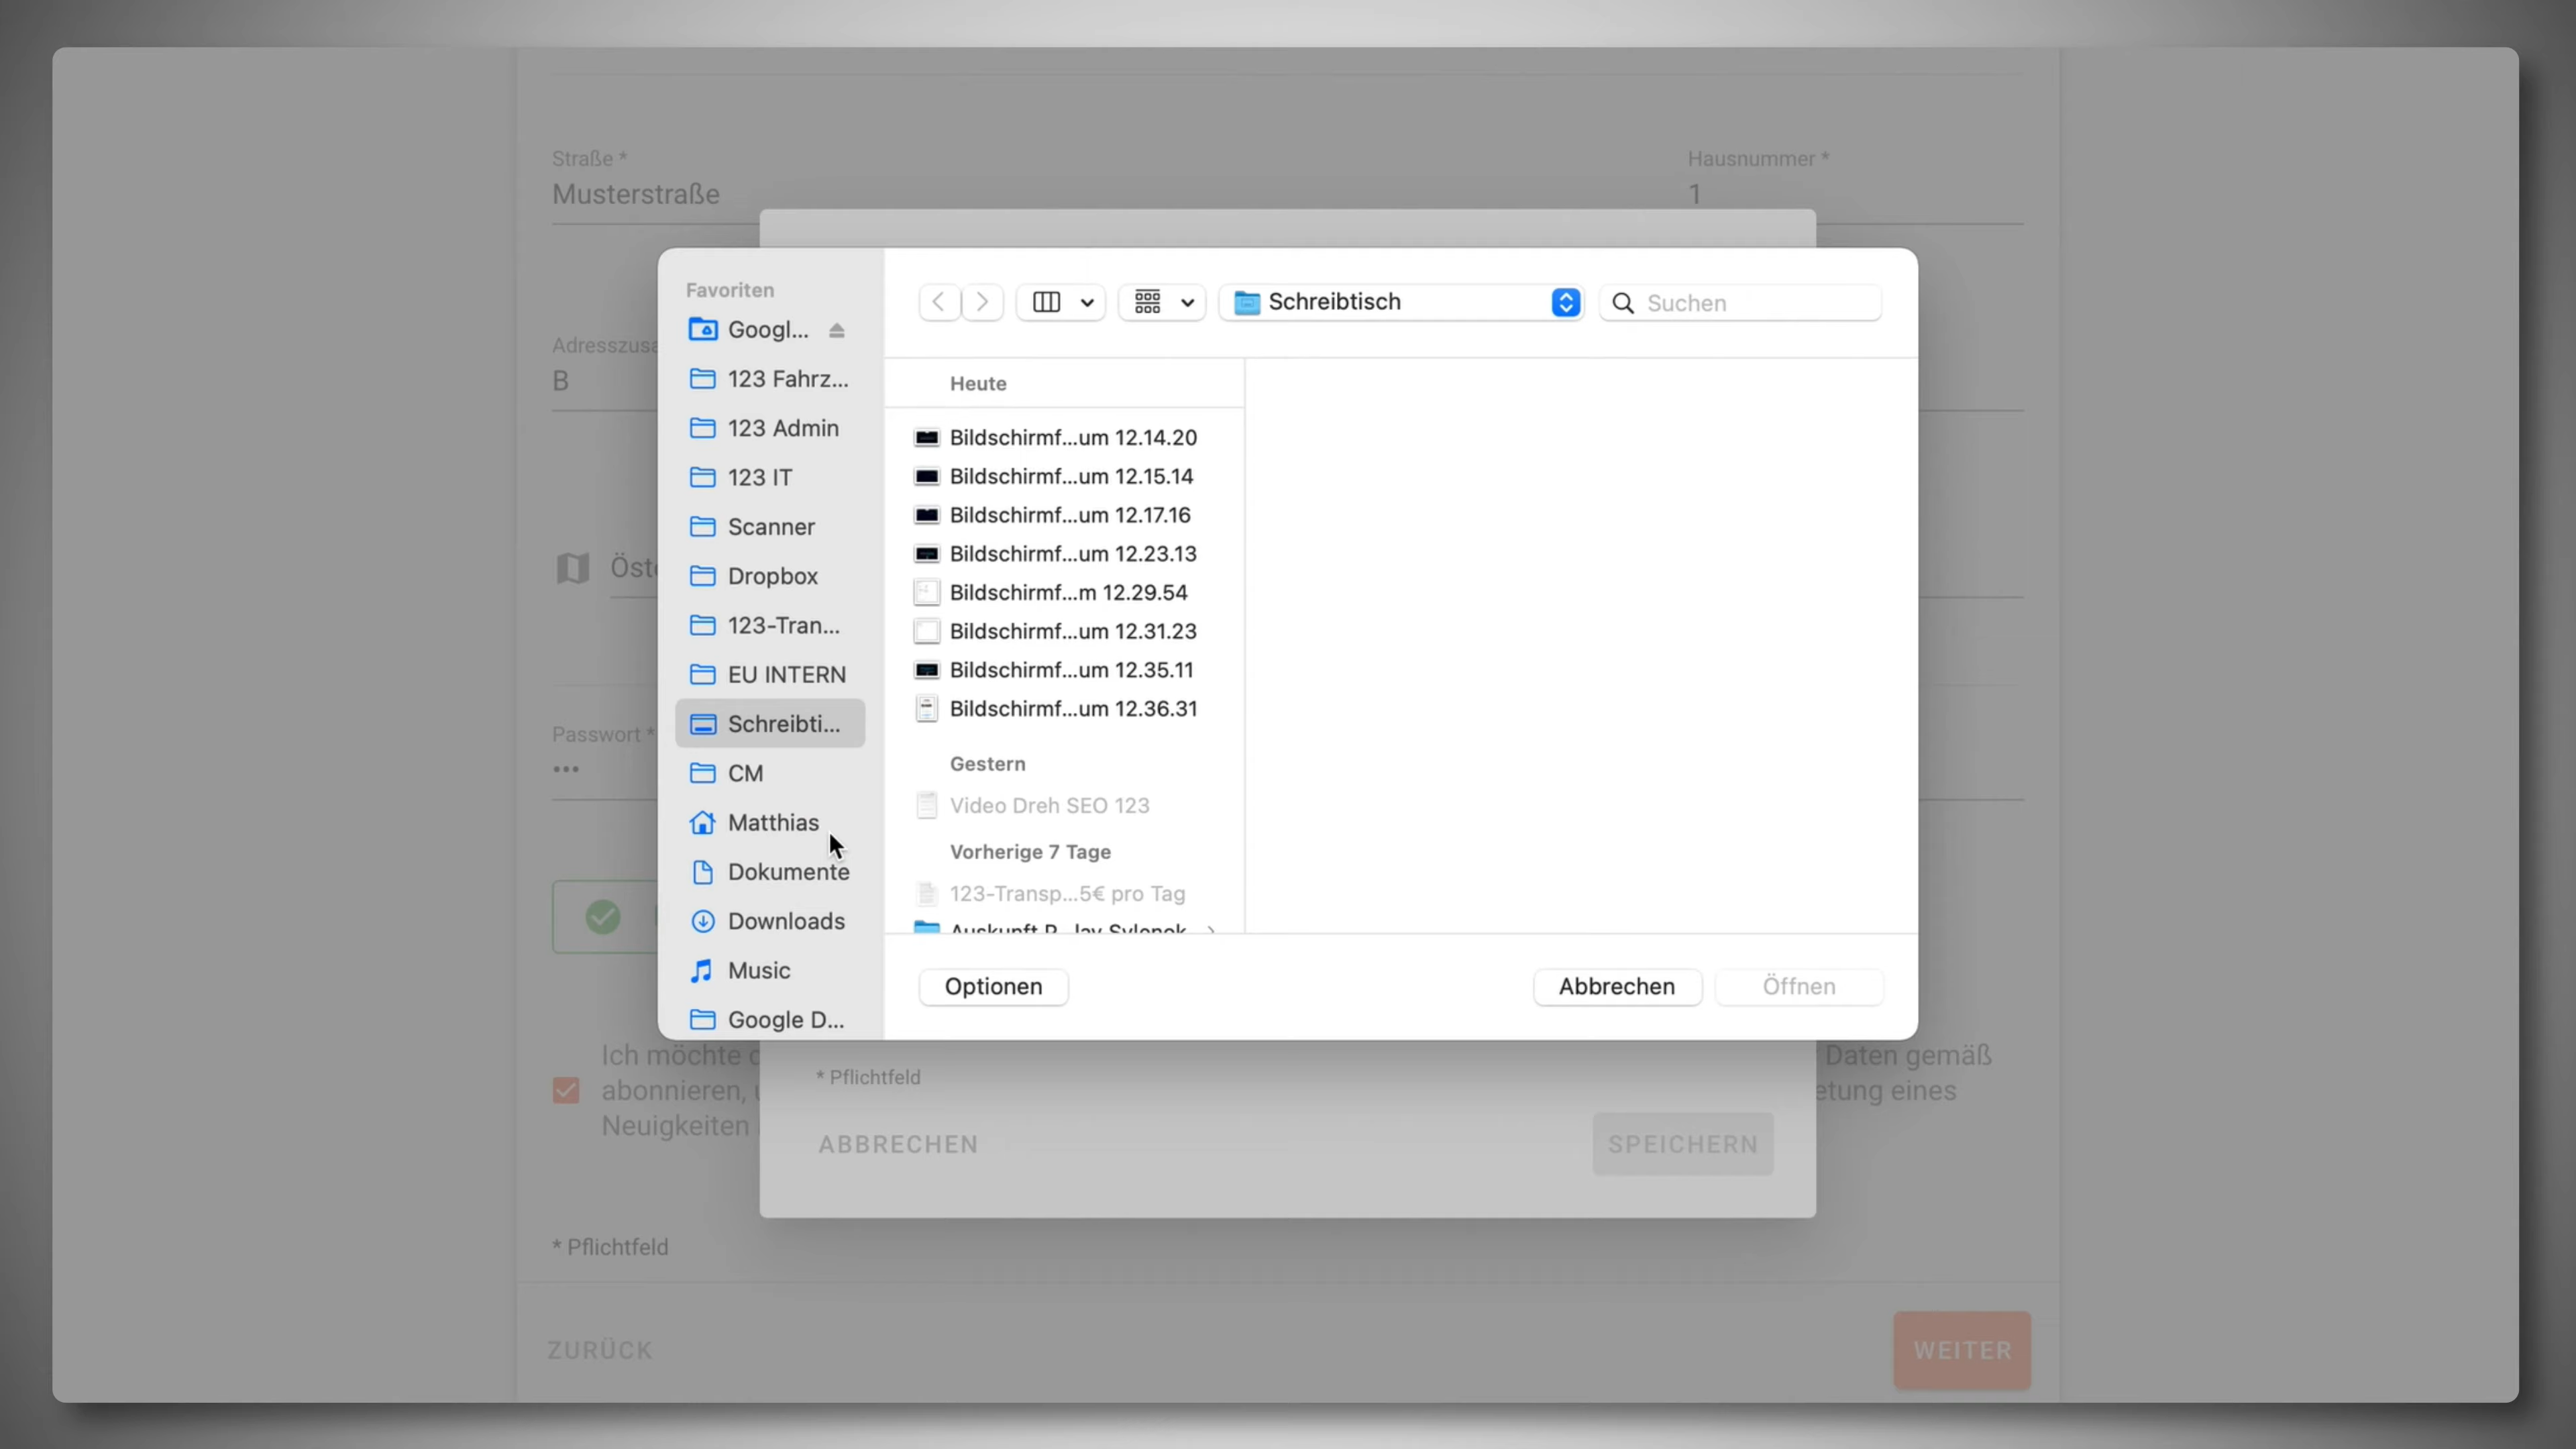 Straße *
Hausnummer *
Musterstraße
1
Favoriten
Googl...
123 Fahrz...
123 Admin
123 IT
Scanner
Dropbox
123-Tran...
EU INTERN
Schreibti...
CM
Matthias
Dokumente
Downloads
Music
Google D...
Schreibtisch
Suchen
Heute
Bildschirmf...um 12.14.20
Bildschirmf...um 12.15.14
Bildschirmf...um 12.17.16
Bildschirmf...um 12.23.13
Bildschirmf...m 12.29.54
Bildschirmf...um 12.31.23
Bildschirmf...um 12.35.11
Bildschirmf...um 12.36.31
Gestern
Video Dreh SEO 123
Vorherige 7 Tage
123-Transp...5€ pro Tag
Optionen
Abbrechen
Öffnen
B
Passwort *
•••
Ich möchte
Daten gemäß
abonnieren,
eines
Neuigkeiten
* Pflichtfeld
ABBRECHEN
SPEICHERN
* Pflichtfeld
ZURÜCK
WEITER